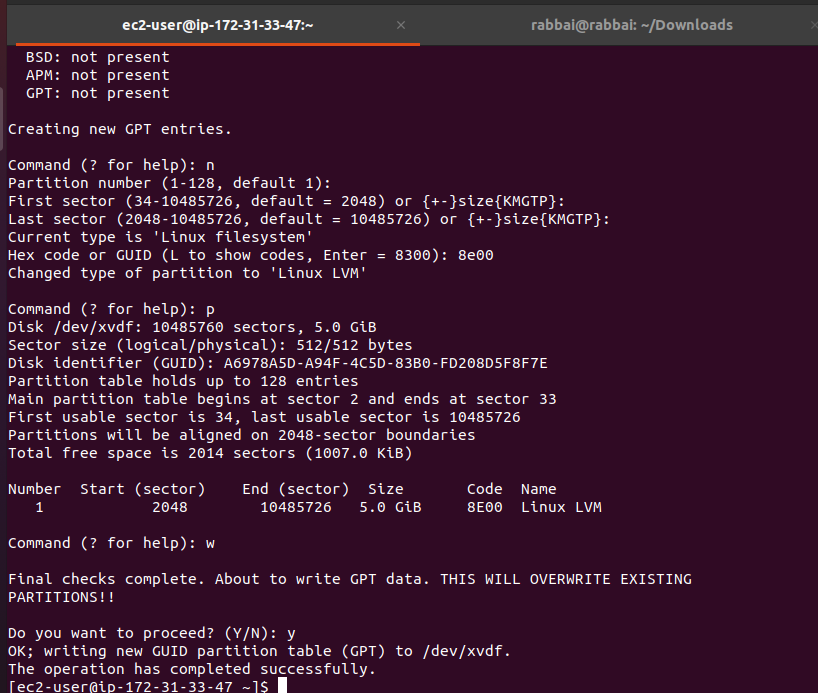 ec2-user@ip-172-31-33-47:~ × rabbai@rabbai: ~/Downloads ×
BSD: not present
APM: not present
GPT: not present
Creating new GPT entries.
Command (? for help): n
Partition number (1-128, default 1):
First sector (34-10485726, default = 2048) or {+-}size{KMGTP}:
Last sector (2048-10485726, default = 10485726) or {+-}size{KMGTP}:
Current type is 'Linux filesystem'
Hex code or GUID (L to show codes, Enter = 8300): 8e00
Changed type of partition to 'Linux LVM'
Command (? for help): p
Disk /dev/xvdf: 10485760 sectors, 5.0 GiB
Sector size (logical/physical): 512/512 bytes
Disk identifier (GUID): A6978A5D-A94F-4C5D-83B0-FD208D5F8F7E
Partition table holds up to 128 entries
Main partition table begins at sector 2 and ends at sector 33
First usable sector is 34, last usable sector is 10485726
Partitions will be aligned on 2048-sector boundaries
Total free space is 2014 sectors (1007.0 KiB)
Number  Start (sector)    End (sector)  Size       Code  Name
   1            2048        10485726   5.0 GiB     8E00  Linux LVM
Command (? for help): w
Final checks complete. About to write GPT data. THIS WILL OVERWRITE EXISTING
PARTITIONS!!
Do you want to proceed? (Y/N): y
OK; writing new GUID partition table (GPT) to /dev/xvdf.
The operation has completed successfully.
[ec2-user@ip-172-31-33-47 ~]$